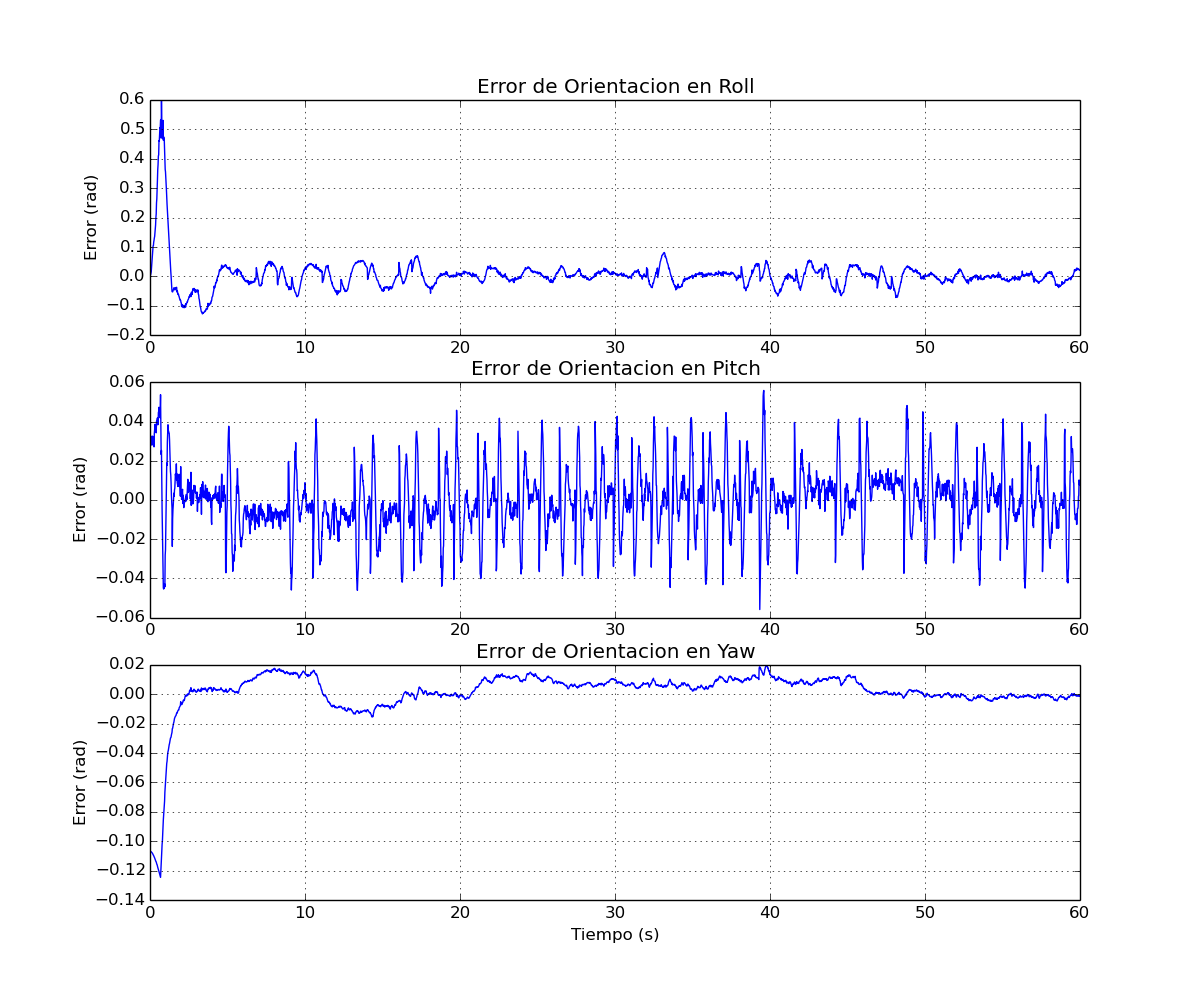 Error de Orientacion en Roll
0.6
0.5
0.4
0.3
0.2
0.1
0.0
−0.1
−0.2
Error (rad)
0 10 20 30 40 50 60
Error de Orientacion en Pitch
0.06
0.04
0.02
0.00
−0.02
−0.04
−0.06
Error (rad)
0 10 20 30 40 50 60
Error de Orientacion en Yaw
0.02
0.00
−0.02
−0.04
−0.06
−0.08
−0.10
−0.12
−0.14
Error (rad)
0 10 20 30 40 50 60
Tiempo (s)